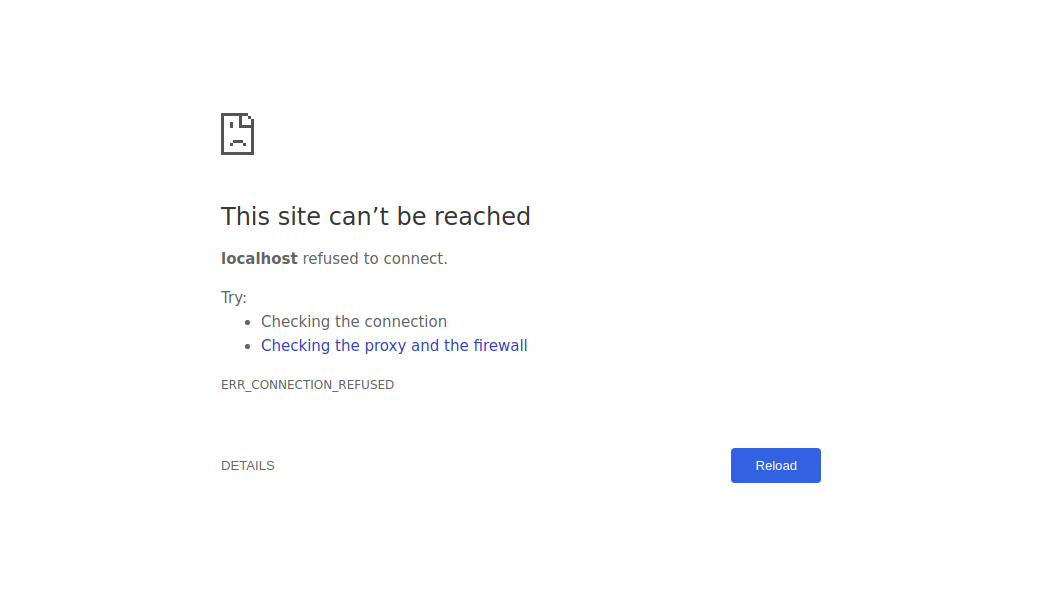 This site can’t be reached
localhost refused to connect.
Try:
Checking the connection
Checking the proxy and the firewall
ERR_CONNECTION_REFUSED
DETAILS
Reload